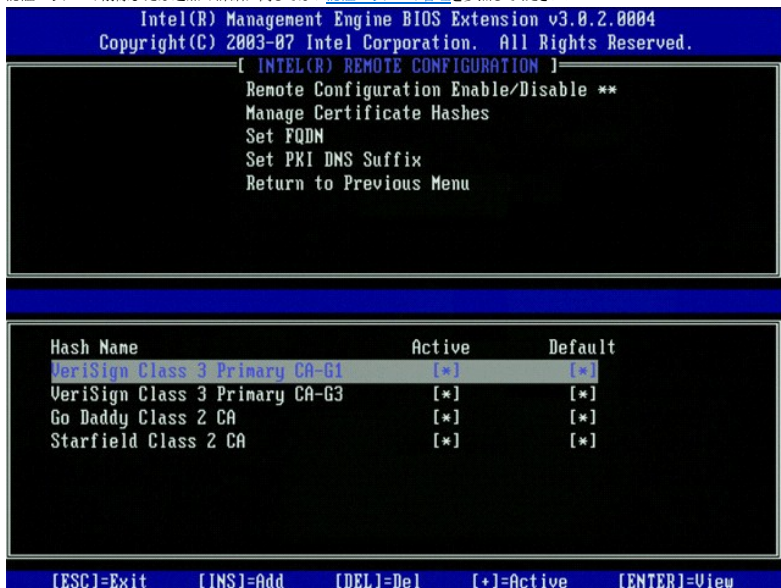 Intel(R) Management Engine BIOS Extension v3.0.2.0004
Copyright(C) 2003-07 Intel Corporation. All Rights Reserved.
[ INTEL(R) REMOTE CONFIGURATION ]
Remote Configuration Enable/Disable **
Manage Certificate Hashes
Set FQDN
Set PKI DNS Suffix
Return to Previous Menu
Hash Name Active Default
VeriSign Class 3 Primary CA-G1 [*] [*]
VeriSign Class 3 Primary CA-G3 [*] [*]
Go Daddy Class 2 CA [*] [*]
Starfield Class 2 CA [*] [*]
[ESC]=Exit [INS]=Add [DEL]=Del [+]=Active [ENTER]=View